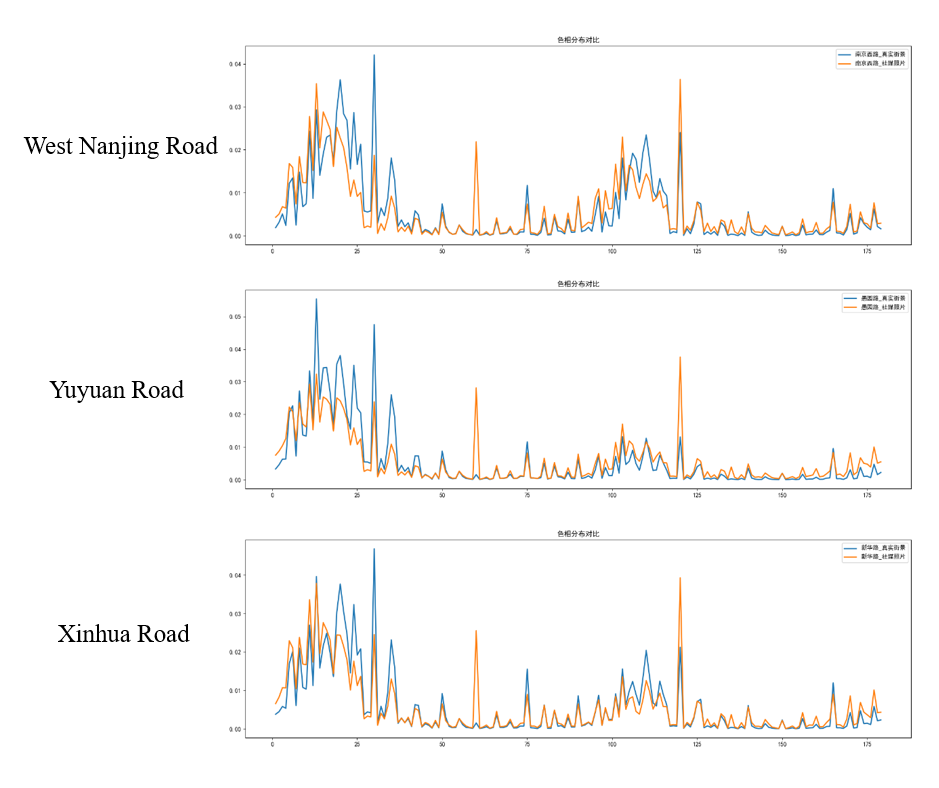 色相分布对比
南京西路_真实街景
南京西路_社媒照片
0.04
0.03
0.02
0.01
0.00
0 25 50 75 100 125 150 175
West Nanjing Road
色相分布对比
愚园路_真实街景
愚园路_社媒照片
0.05
0.04
0.03
0.02
0.01
0.00
0 25 50 75 100 125 150 175
Yuyuan Road
色相分布对比
新华路_真实街景
新华路_社媒照片
0.04
0.03
0.02
0.01
0.00
0 25 50 75 100 125 150 175
Xinhua Road